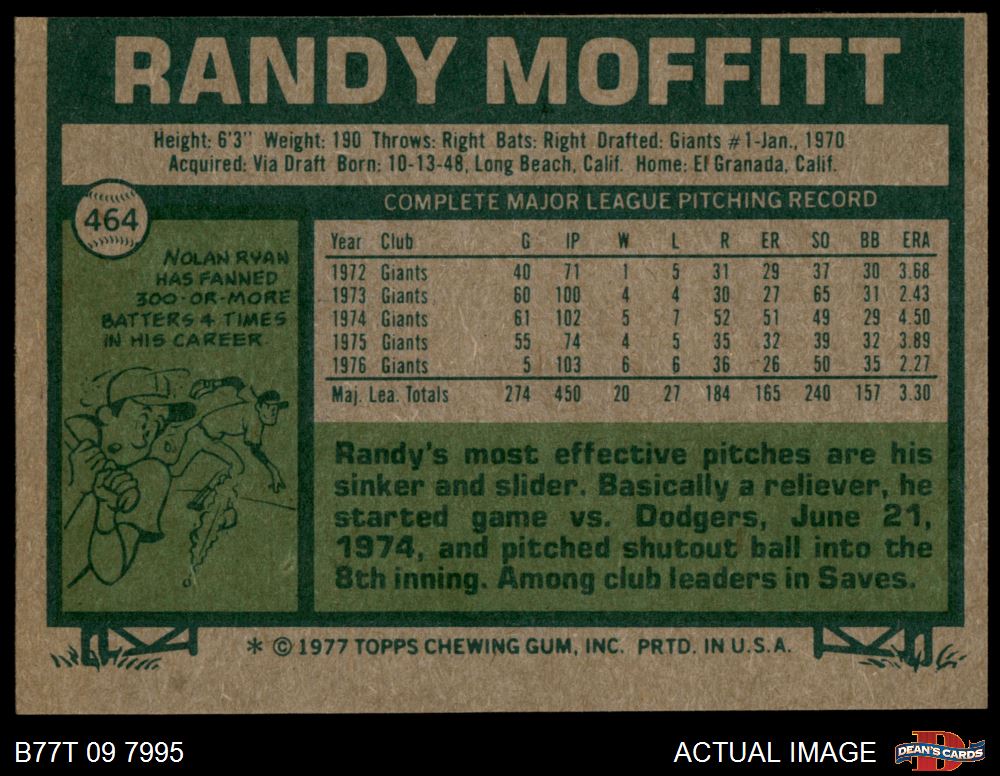 RANDY MOFFITT
Height: 6'3" Weight: 190 Throws: Right Bats: Right Drafted: Giants #1-Jan., 1970
Acquired: Via Draft Born: 10-13-48, Long Beach, Calif. Home: El Granada, Calif.
464
NOLAN RYAN
HAS FANNED
300-OR-MORE
BATTERS 4 TIMES
IN HIS CAREER.
COMPLETE MAJOR LEAGUE PITCHING RECORD
Year Club G IP W L R ER SO BB ERA
1972 Giants 40 71 1 5 31 29 37 30 3.68
1973 Giants 60 100 4 4 30 27 65 31 2.43
1974 Giants 61 102 5 7 52 51 49 29 4.50
1975 Giants 55 74 4 5 35 32 39 32 3.89
1976 Giants 5 103 6 6 36 26 50 35 2.27
Maj. Lea. Totals 274 450 20 27 184 165 240 157 3.30
Randy's most effective pitches are his
sinker and slider. Basically a reliever, he
started game vs. Dodgers, June 21,
1974, and pitched shutout ball into the
8th inning. Among club leaders in Saves.
* © 1977 TOPPS CHEWING GUM, INC. PRTD. IN U.S.A.
B77T 09 7995
ACTUAL IMAGE
D
DEAN'S CARDS